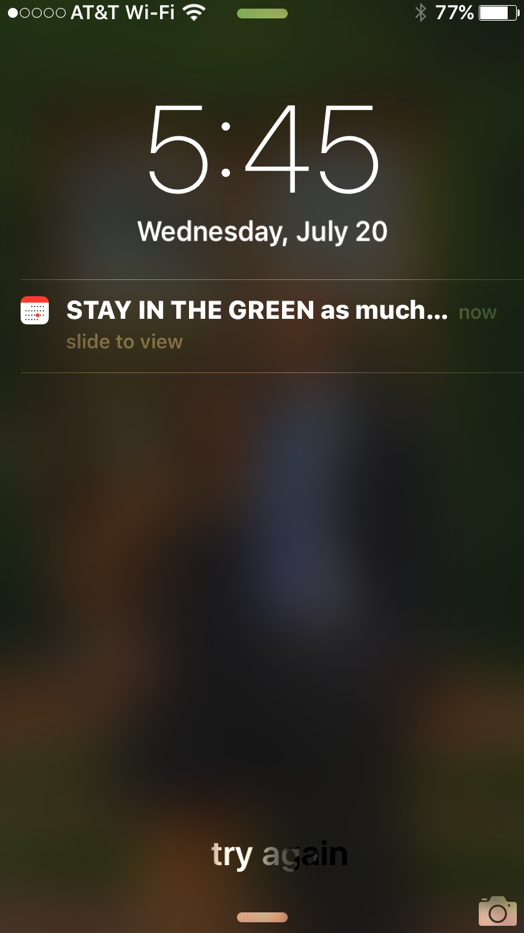 AT&T Wi-Fi 77%
5:45
Wednesday, July 20
STAY IN THE GREEN as much... now
slide to view
try again